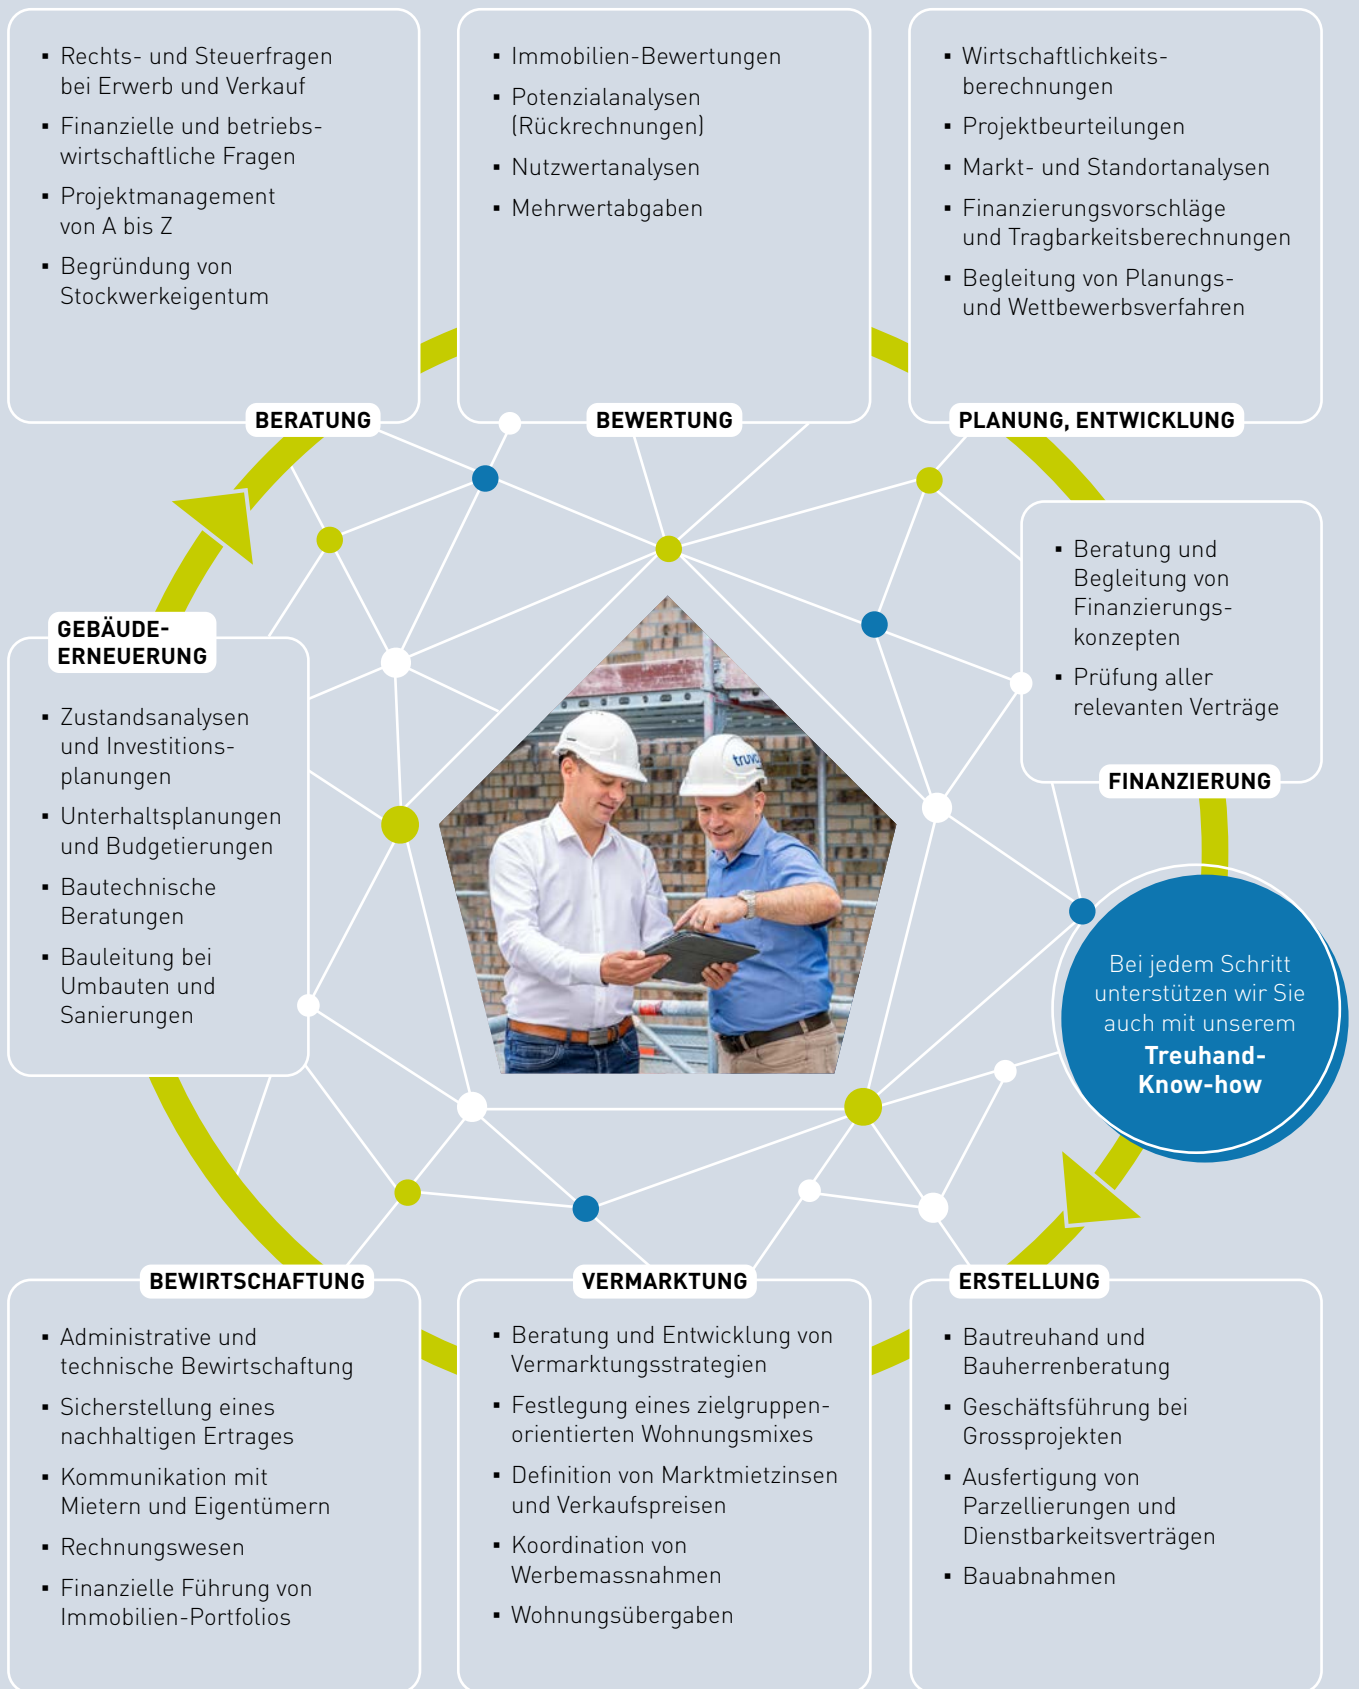 ▪ Rechts- und Steuerfragen
bei Erwerb und Verkauf
▪ Finanzielle und betriebs-
wirtschaftliche Fragen
▪ Projektmanagement
von A bis Z
▪ Begründung von
Stockwerkeigentum
BERATUNG
▪ Immobilien-Bewertungen
▪ Potenzialanalysen
(Rückrechnungen)
▪ Nutzwertanalysen
▪ Mehrwertabgaben
BEWERTUNG
▪ Wirtschaftlichkeits-
berechnungen
▪ Projektbeurteilungen
▪ Markt- und Standortanalysen
▪ Finanzierungsvorschläge
und Tragbarkeitsberechnungen
▪ Begleitung von Planungs-
und Wettbewerbsverfahren
PLANUNG, ENTWICKLUNG
▪ Beratung und
Begleitung von
Finanzierungs-
konzepten
▪ Prüfung aller
relevanten Verträge
FINANZIERUNG
GEBÄUDE-
ERNEUERUNG
▪ Zustandsanalysen
und Investitions-
planungen
▪ Unterhaltsplanungen
und Budgetierungen
▪ Bautechnische
Beratungen
▪ Bauleitung bei
Umbauten und
Sanierungen
Bei jedem Schritt
unterstützen wir Sie
auch mit unserem
Treuhand-
Know-how
BEWIRTSCHAFTUNG
▪ Administrative und
technische Bewirtschaftung
▪ Sicherstellung eines
nachhaltigen Ertrages
▪ Kommunikation mit
Mietern und Eigentümern
▪ Rechnungswesen
▪ Finanzielle Führung von
Immobilien-Portfolios
VERMARKTUNG
▪ Beratung und Entwicklung von
Vermarktungsstrategien
▪ Festlegung eines zielgruppen-
orientierten Wohnungsmixes
▪ Definition von Marktmietzinsen
und Verkaufspreisen
▪ Koordination von
Werbemassnahmen
▪ Wohnungsübergaben
ERSTELLUNG
▪ Bautreuhand und
Bauherrenberatung
▪ Geschäftsführung bei
Grossprojekten
▪ Ausfertigung von
Parzellierungen und
Dienstbarkeitsverträgen
▪ Bauabnahmen